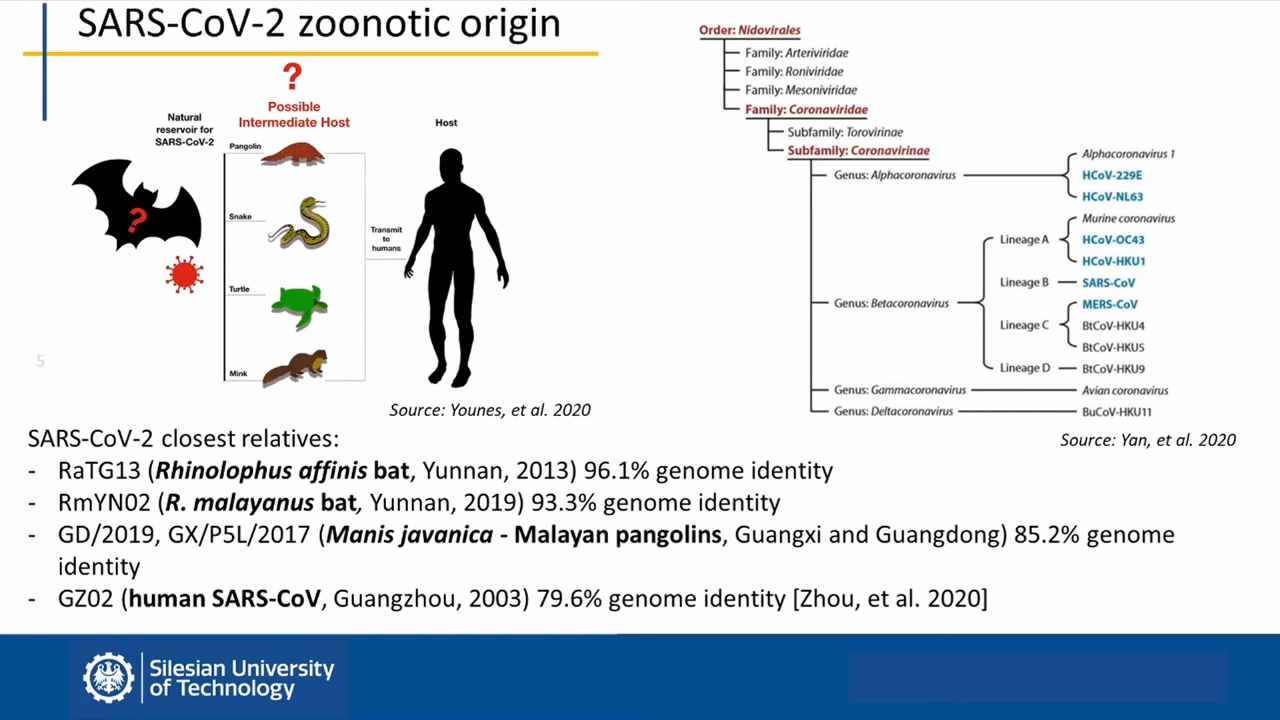 SARS-CoV-2 zoonotic origin
?
Natural
reservoir for
SARS-CoV-2
Possible
Intermediate Host
Host
Pangolin
?
Snake
Transmit
to
humans
Turtle
Mink
5
Source: Younes, et al. 2020
Order: Nidovirales
Family: Arteriviridae
Family: Roniviridae
Family: Mesoniviridae
Family: Coronaviridae
Subfamily: Torovirinae
Subfamily: Coronavirinae
Genus: Alphacoronavirus
Alphacoronavirus 1
HCoV-229E
HCoV-NL63
Genus: Betacoronavirus
Lineage A
Murine coronavirus
HCoV-OC43
HCoV-HKU1
Lineage B
SARS-CoV
Lineage C
MERS-CoV
BtCoV-HKU4
BtCoV-HKU5
Lineage D
BtCoV-HKU9
Genus: Gammacoronavirus
Avian coronavirus
Genus: Deltacoronavirus
BuCoV-HKU11
Source: Yan, et al. 2020
SARS-CoV-2 closest relatives:
- RaTG13 (Rhinolophus affinis bat, Yunnan, 2013) 96.1% genome identity
- RmYN02 (R. malayanus bat, Yunnan, 2019) 93.3% genome identity
- GD/2019, GX/P5L/2017 (Manis javanica - Malayan pangolins, Guangxi and Guangdong) 85.2% genome
identity
- GZ02 (human SARS-CoV, Guangzhou, 2003) 79.6% genome identity [Zhou, et al. 2020]
Silesian University
of Technology